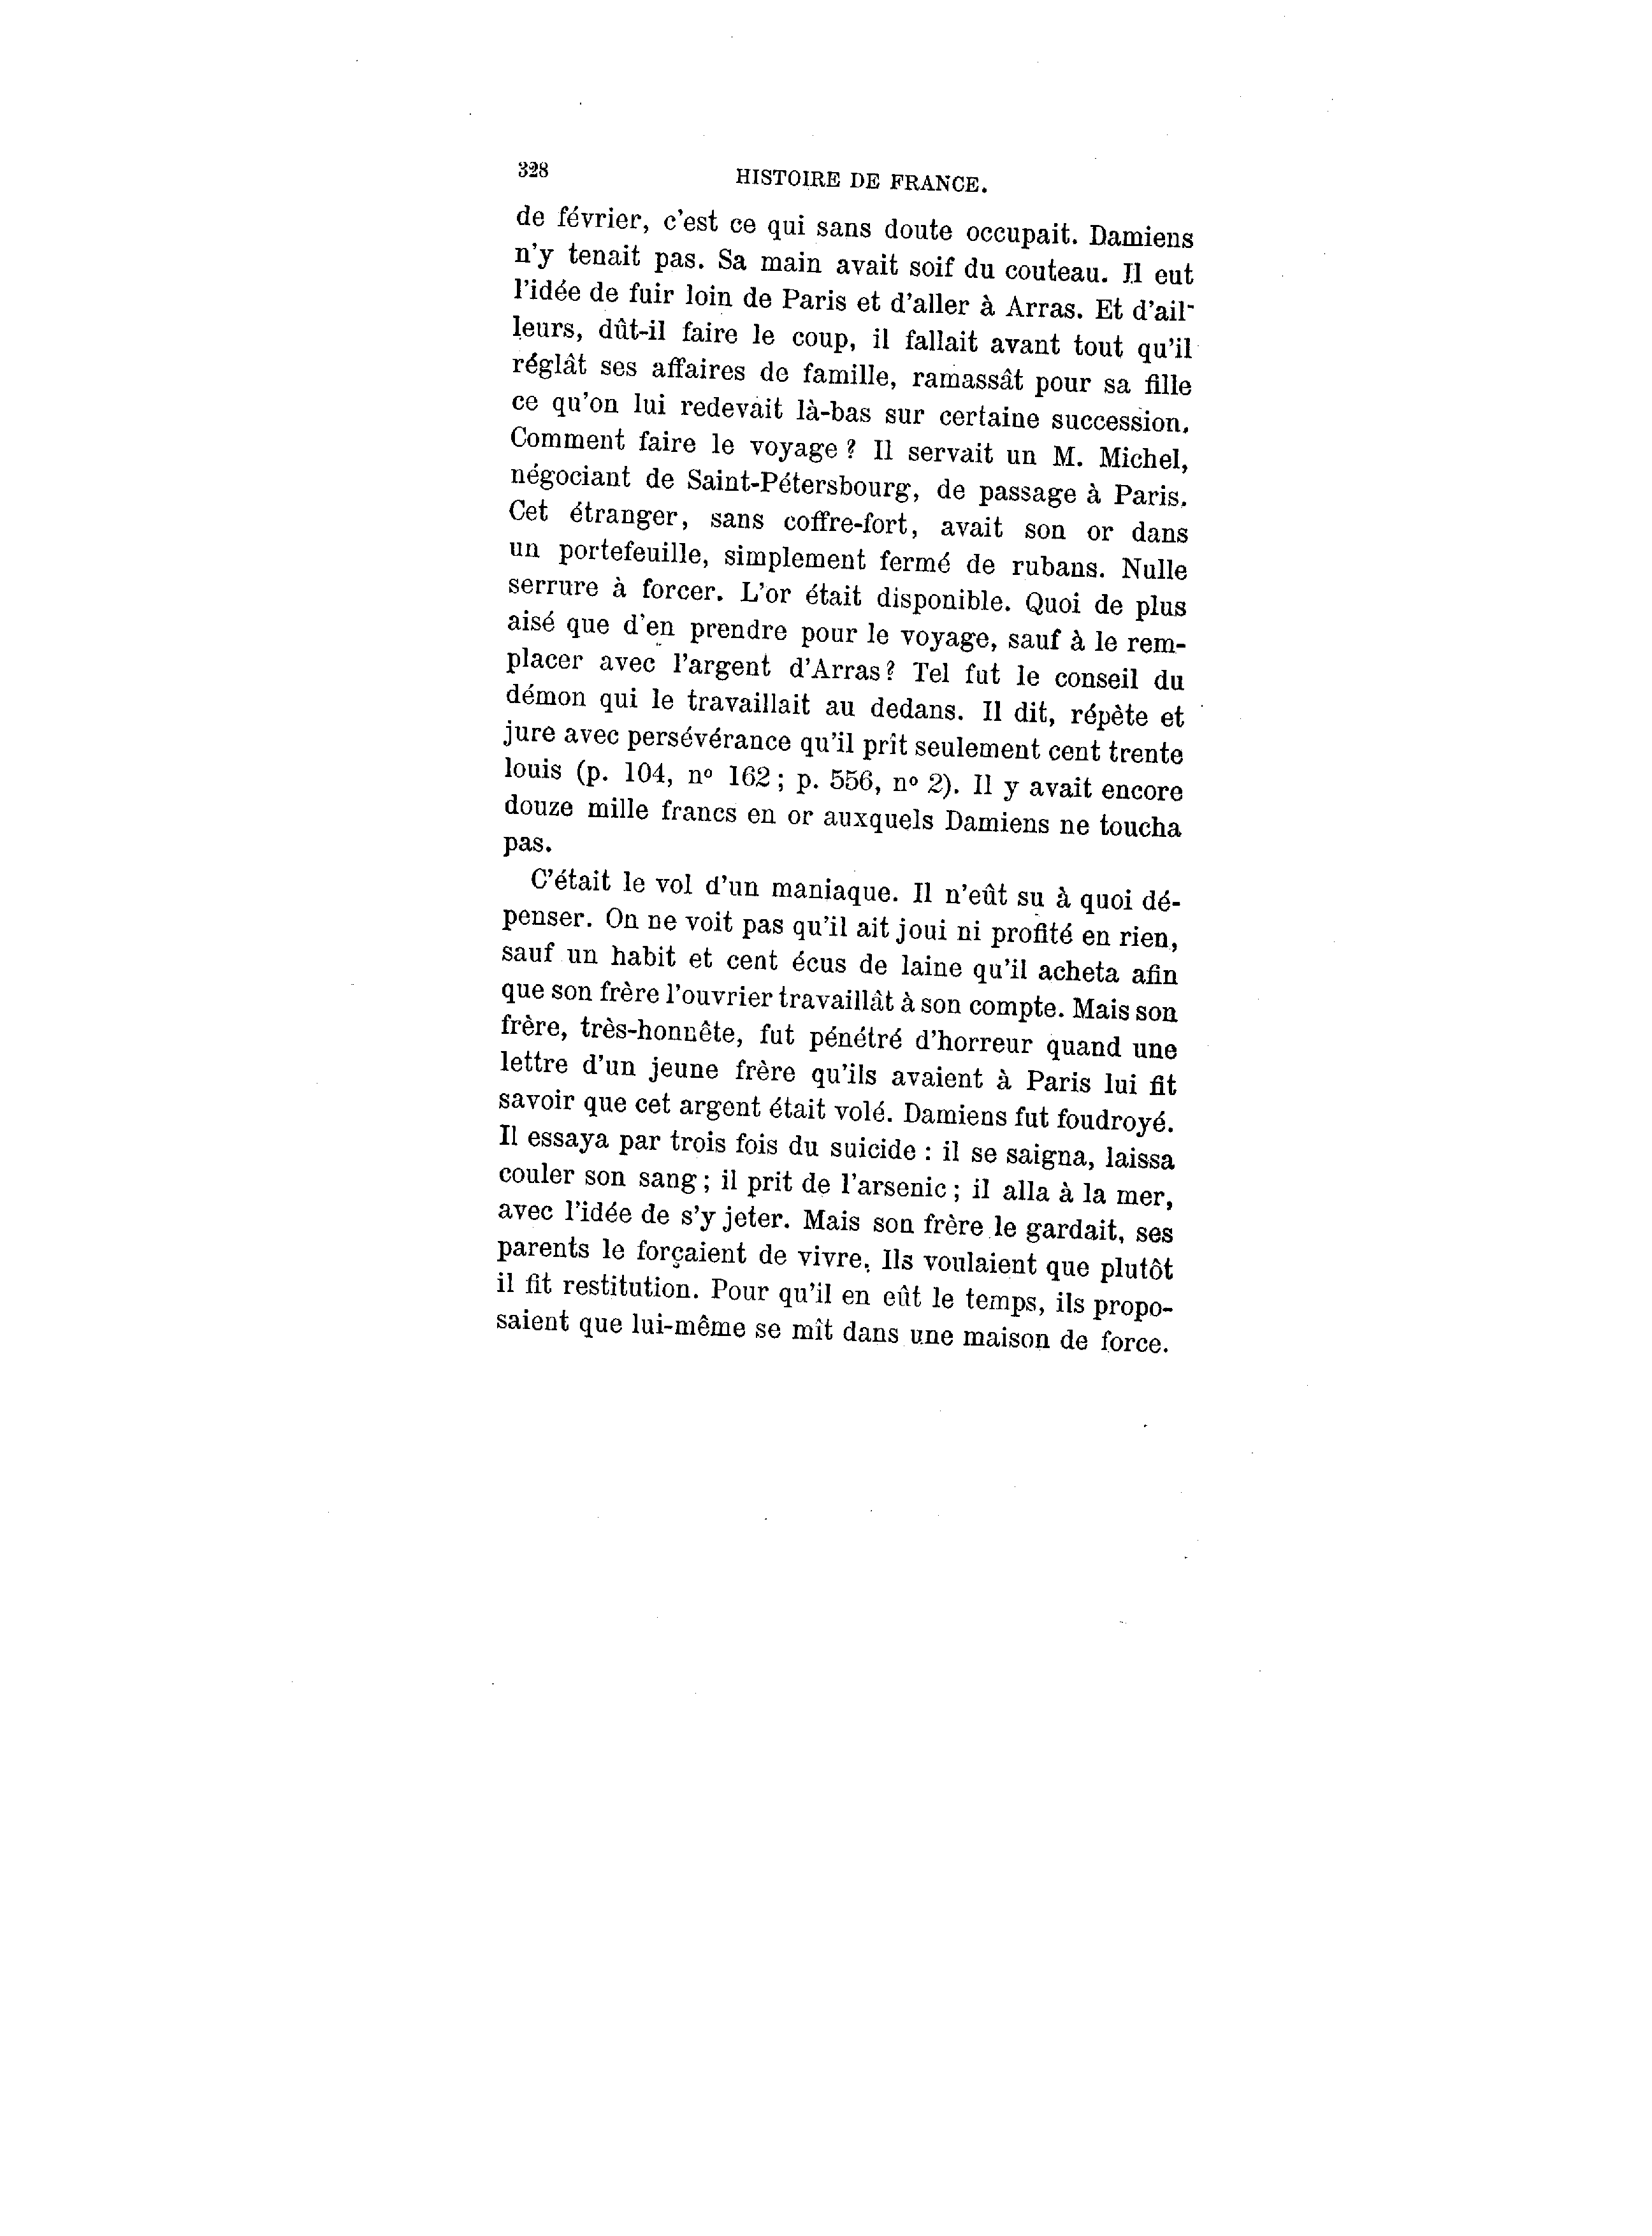 328
HISTOIRE DE FRANCE.
de février, c'est ce qui sans doute occupait. Damiens
n'y tenait pas. Sa main avait soif du couteau. Il eut
l'idée de fuir loin de Paris et d'aller à Arras. Et d'ail-
leurs, dût-il faire le coup, il fallait avant tout qu'il
réglât ses affaires de famille, ramassât pour sa fille
ce qu'on lui redevait là-bas sur certaine succession.
Comment faire le voyage ? Il servait un M. Michel,
négociant de Saint-Pétersbourg, de passage à Paris.
Cet étranger, sans coffre-fort, avait son or dans
un portefeuille, simplement fermé de rubans. Nulle
serrure à forcer. L'or était disponible. Quoi de plus
aisé que d'en prendre pour le voyage, sauf à le rem-
placer avec l'argent d'Arras ? Tel fut le conseil du
démon qui le travaillait au dedans. Il dit, répète et
jure avec persévérance qu'il prît seulement cent trente
louis (p. 104, nº 162 ; p. 556, nº 2). Il y avait encore
douze mille francs en or auxquels Damiens ne toucha
pas.
C'était le vol d'un maniaque. Il n'eût su à quoi dé-
penser. On ne voit pas qu'il ait joui ni profité en rien,
sauf un habit et cent écus de laine qu'il acheta afin
que son frère l'ouvrier travaillât à son compte. Mais son
frère, très-honnête, fut pénétré d'horreur quand une
lettre d'un jeune frère qu'ils avaient à Paris lui fit
savoir que cet argent était volé. Damiens fut foudroyé.
Il essaya par trois fois du suicide : il se saigna, laissa
couler son sang ; il prit de l'arsenic ; il alla à la mer,
avec l'idée de s'y jeter. Mais son frère le gardait, ses
parents le forçaient de vivre. Ils voulaient que plutôt
il fît restitution. Pour qu'il en eût le temps, ils propo-
saient que lui-même se mît dans une maison de force.